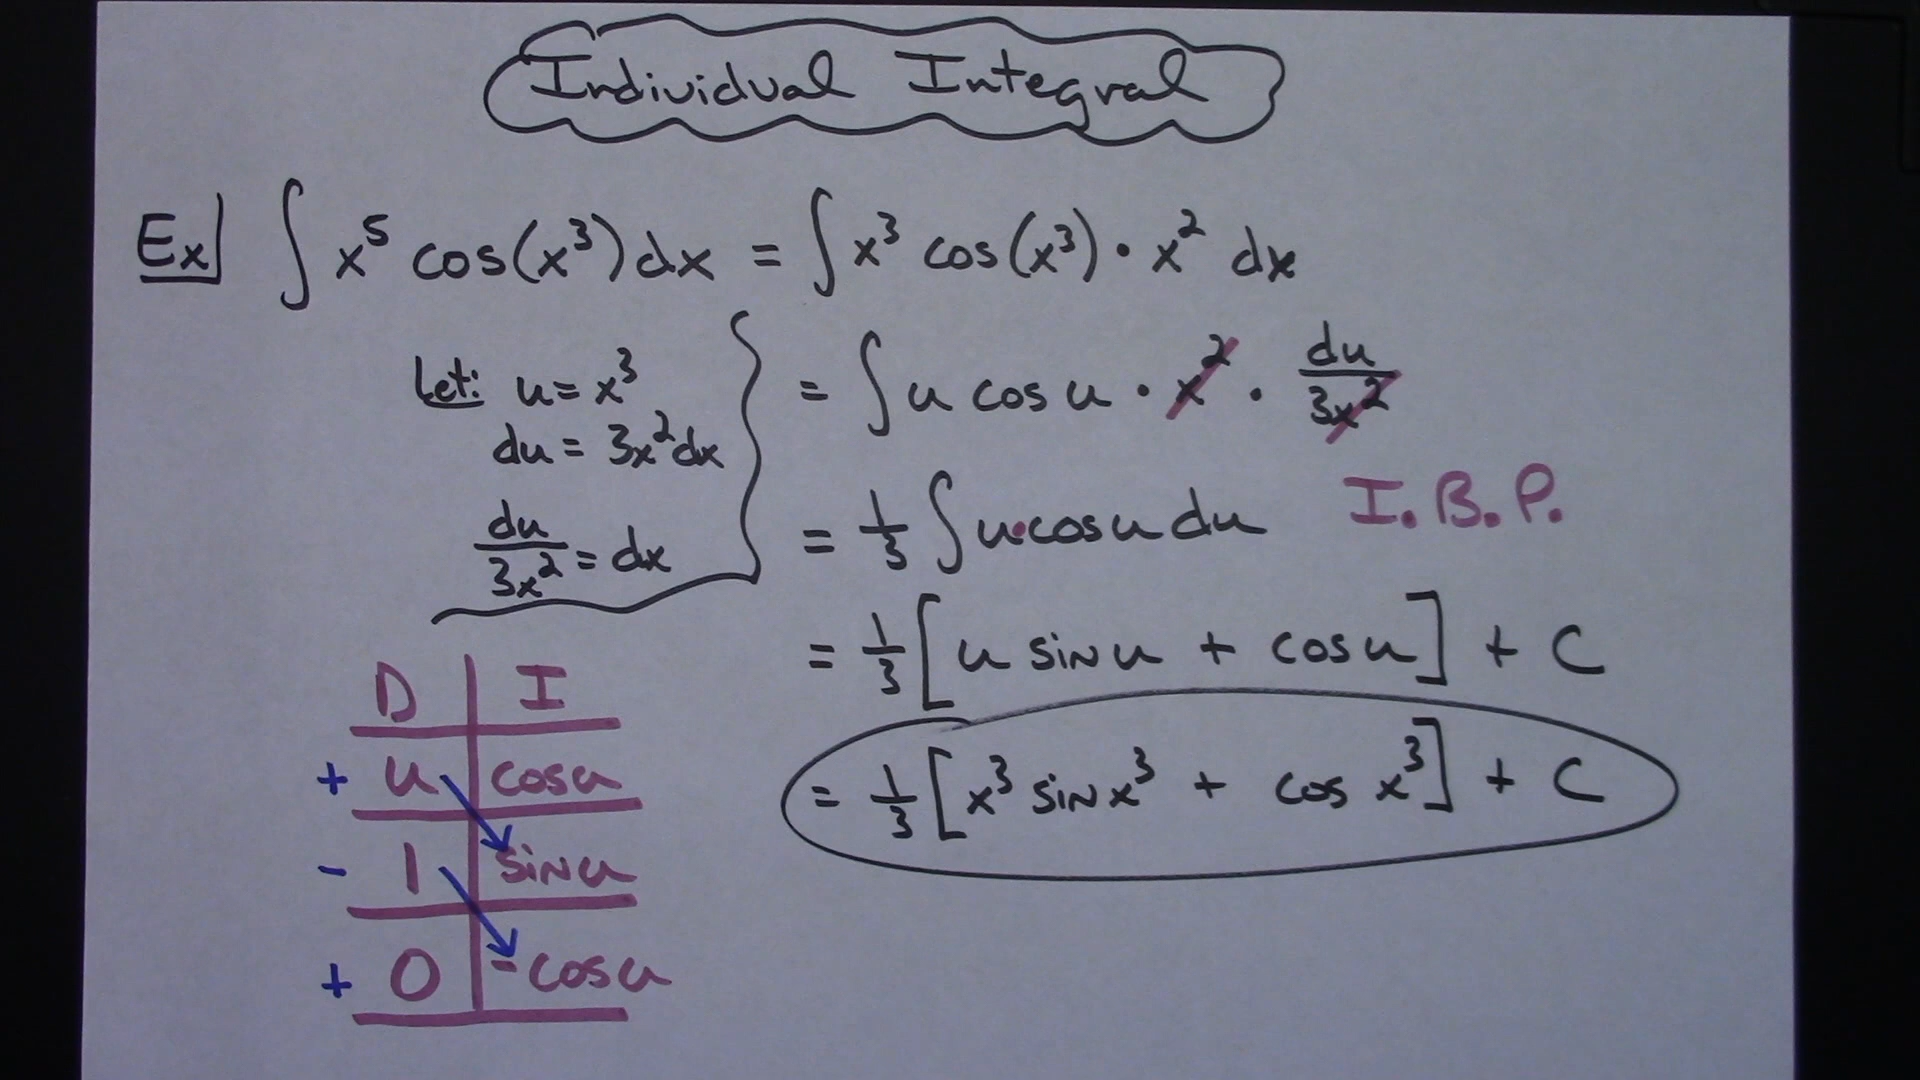 Individual Integral
Ex ∫ x⁵ cos(x³) dx = ∫ x³ cos(x³) · x² dx
Let: u = x³
du = 3x² dx
du/3x² = dx
= ∫ u cos u · x² · du/3x²
= 1/3 ∫ u · cos u du I.B.P.
= 1/3 [u sin u + cos u] + C
= 1/3 [x³ sin x³ + cos x³] + C
D I
+ u cos u
- 1 sin u
+ 0 -cos u